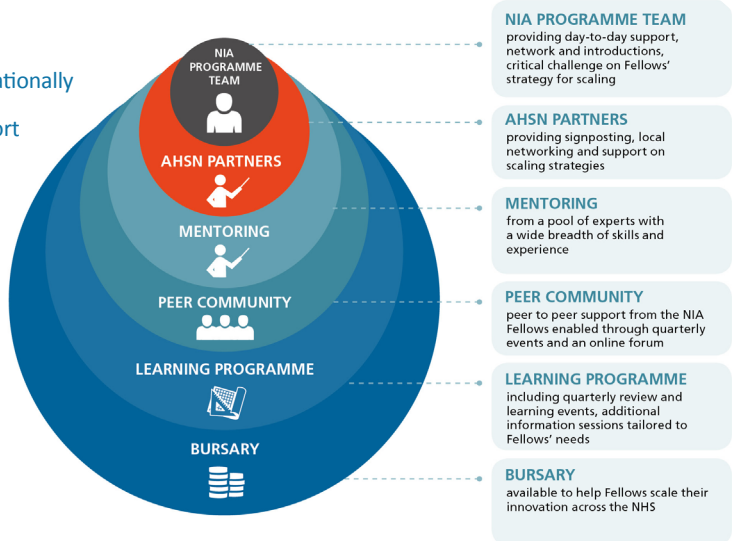 NIA
PROGRAMME
TEAM
AHSN PARTNERS
MENTORING
PEER COMMUNITY
LEARNING PROGRAMME
BURSARY
NIA PROGRAMME TEAM
providing day-to-day support,
network and introductions,
critical challenge on Fellows'
strategy for scaling
AHSN PARTNERS
providing signposting, local
networking and support on
scaling strategies
MENTORING
from a pool of experts with
a wide breadth of skills and
experience
PEER COMMUNITY
peer to peer support from the NIA
Fellows enabled through quarterly
events and an online forum
LEARNING PROGRAMME
including quarterly review and
learning events, additional
information sessions tailored to
Fellows' needs
BURSARY
available to help Fellows scale their
innovation across the NHS